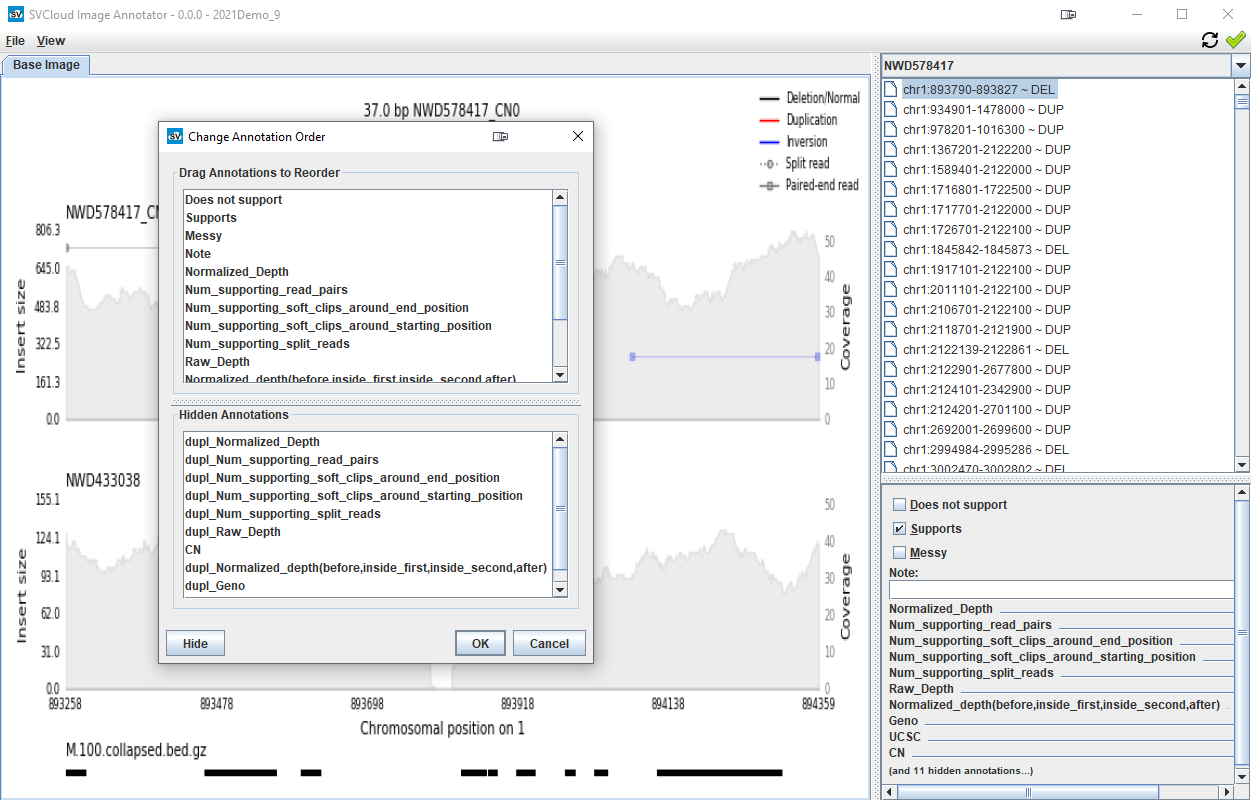 SVCloud Image Annotator - 0.0.0 - 2021Demo_9
File View
Base Image
37.0 bp NWD578417_CN0
Deletion/Normal
Duplication
Inversion
Split read
Paired-end read
NWD578417_CN
806.3
645.0
483.8
322.5
161.3
0.0
Insert size
50
40
30
20
10
0
Coverage
NWD433038
155.1
124.1
93.1
62.0
31.0
0.0
Insert size
50
40
30
20
10
0
Coverage
893258 893478 893698 893918 894138 894359
Chromosomal position on 1
M.100.collapsed.bed.gz
SV Change Annotation Order
Drag Annotations to Reorder
Does not support
Supports
Messy
Note
Normalized_Depth
Num_supporting_read_pairs
Num_supporting_soft_clips_around_end_position
Num_supporting_soft_clips_around_starting_position
Num_supporting_split_reads
Raw_Depth
Normalized_depth(before,inside_first,inside_second,after)
Hidden Annotations
dupl_Normalized_Depth
dupl_Num_supporting_read_pairs
dupl_Num_supporting_soft_clips_around_end_position
dupl_Num_supporting_soft_clips_around_starting_position
dupl_Num_supporting_split_reads
dupl_Raw_Depth
CN
dupl_Normalized_depth(before,inside_first,inside_second,after)
dupl_Geno
Hide OK Cancel
NWD578417
chr1:893790-893827 ~ DEL
chr1:934901-1478000 ~ DUP
chr1:978201-1016300 ~ DUP
chr1:1367201-2122200 ~ DUP
chr1:1589401-2122100 ~ DUP
chr1:1716801-1722500 ~ DUP
chr1:1717701-2122000 ~ DUP
chr1:1726701-2122100 ~ DUP
chr1:1845842-1845873 ~ DEL
chr1:1917101-2122100 ~ DUP
chr1:2011101-2122100 ~ DUP
chr1:2106701-2122100 ~ DUP
chr1:2118701-2121900 ~ DUP
chr1:2122139-2122861 ~ DEL
chr1:2122901-2677800 ~ DUP
chr1:2124101-2342900 ~ DUP
chr1:2124201-2701100 ~ DUP
chr1:2692001-2699600 ~ DUP
chr1:2994984-2995286 ~ DEL
chr1:3002470-3002802 ~ DEL
Does not support
Supports
Messy
Note:
Normalized_Depth
Num_supporting_read_pairs
Num_supporting_soft_clips_around_end_position
Num_supporting_soft_clips_around_starting_position
Num_supporting_split_reads
Raw_Depth
Normalized_depth(before,inside_first,inside_second,after)
Geno
UCSC
CN
(and 11 hidden annotations...)